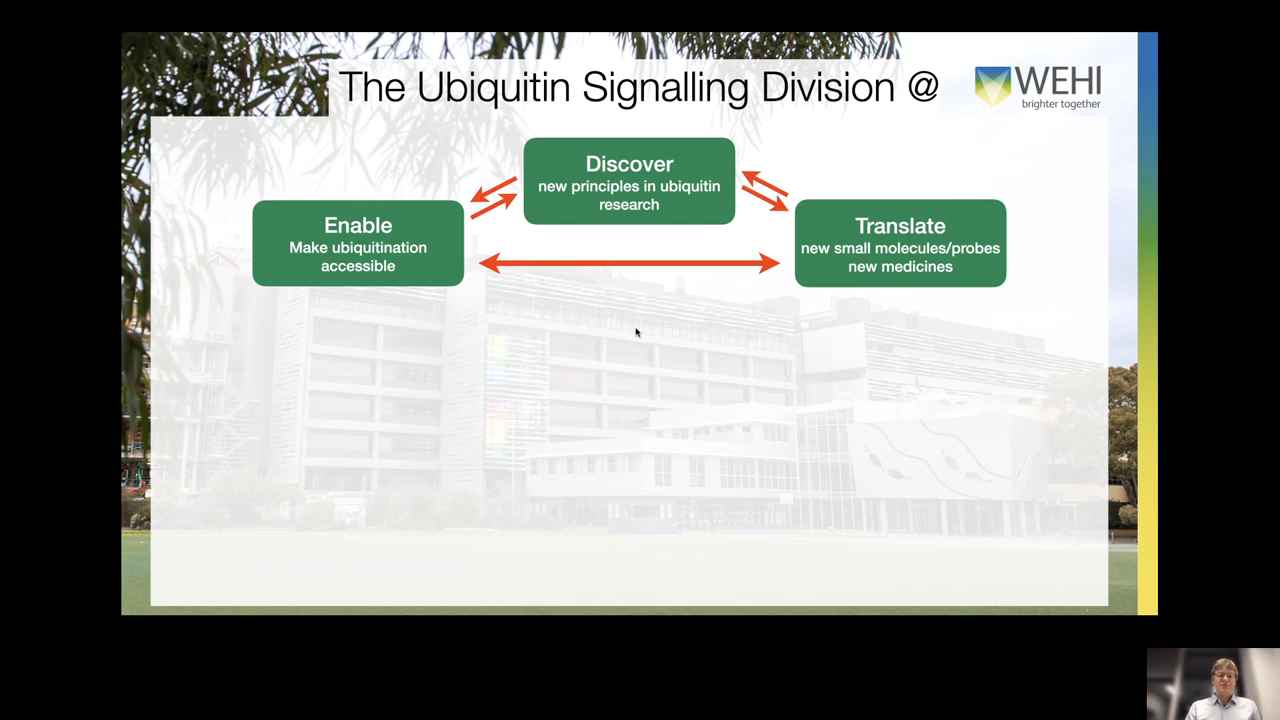 The Ubiquitin Signalling Division @
WEHI
brighter together
Discover
new principles in ubiquitin
research
Enable
Make ubiquitination
accessible
Translate
new small molecules/probes
new medicines